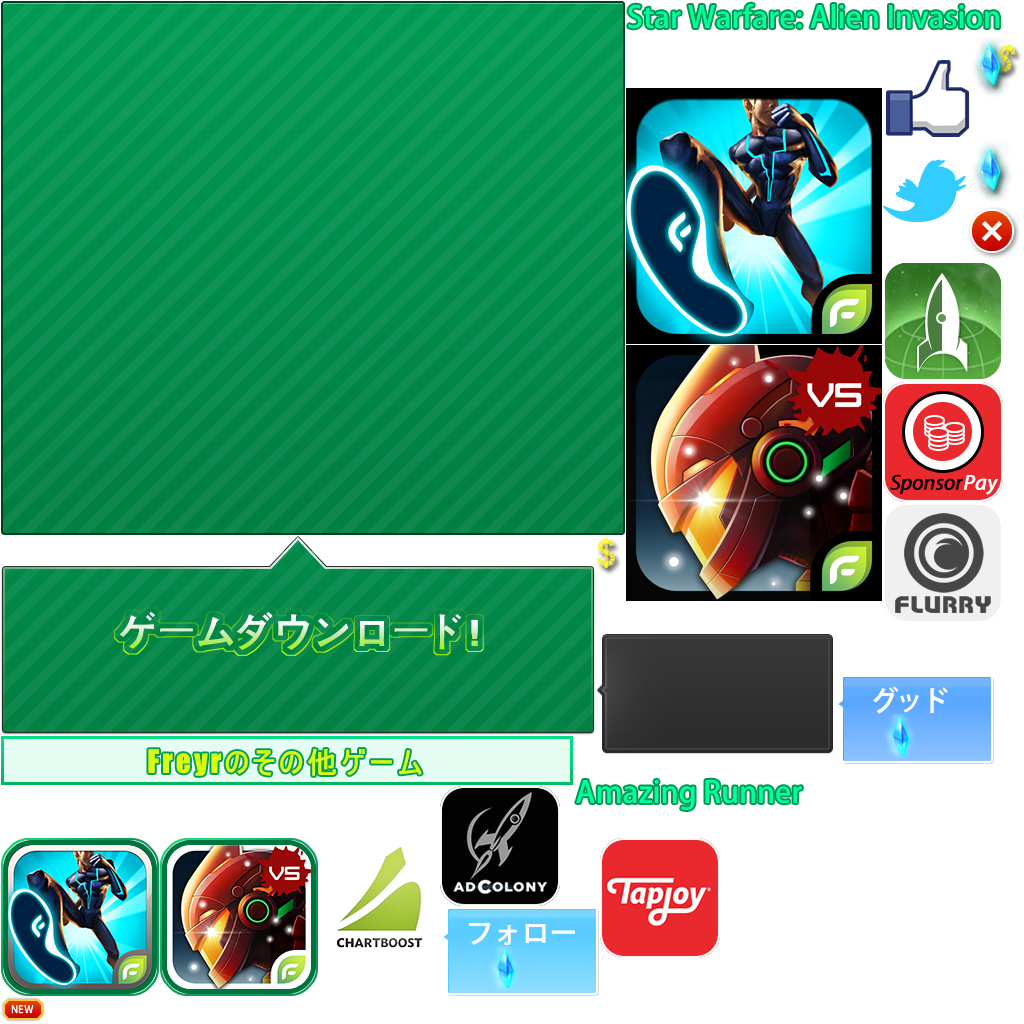 Star Warfare: Alien Invasion
$
VS
SponsorPay
$
FLURRY
ゲームダウンロード!
グッド
Freyrのその他ゲーム
Amazing Runner
ADCOLONY
VS
Tapjoy
CHARTBOOST
フォロー
NEW